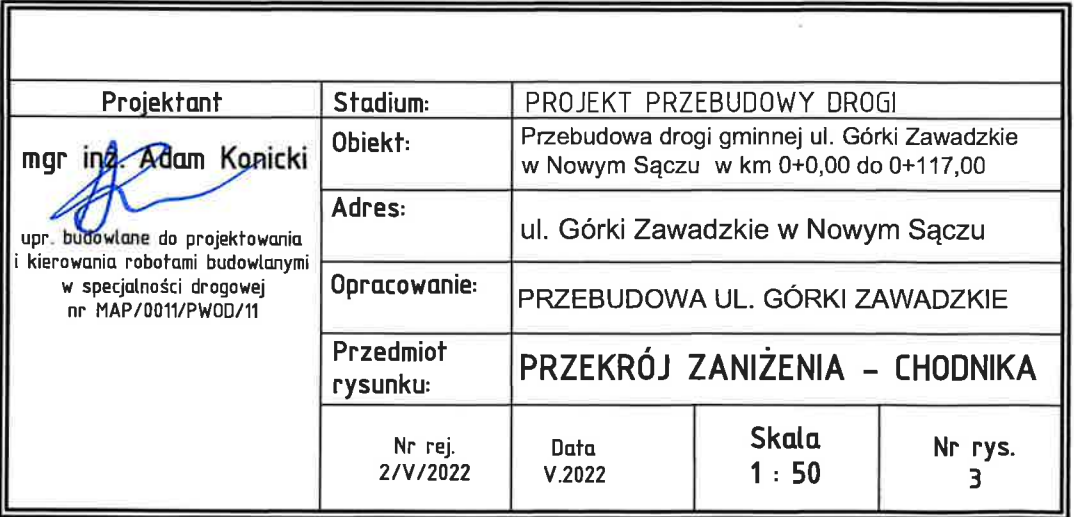 Projektant
mgr inż. Adam Konicki
upr. budowlane do projektowania
i kierowania robotami budowlanymi
w specjalności drogowej
nr MAP/0011/PWOD/11
Stadium:
PROJEKT PRZEBUDOWY DROGI
Obiekt:
Przebudowa drogi gminnej ul. Górki Zawadzkie
w Nowym Sączu w km 0+0,00 do 0+117,00
Adres:
ul. Górki Zawadzkie w Nowym Sączu
Opracowanie:
PRZEBUDOWA UL. GÓRKI ZAWADZKIE
Przedmiot
rysunku:
PRZEKRÓJ ZANIŻENIA - CHODNIKA
Nr rej.
2/V/2022
Data
V.2022
Skala
1 : 50
Nr rys.
3